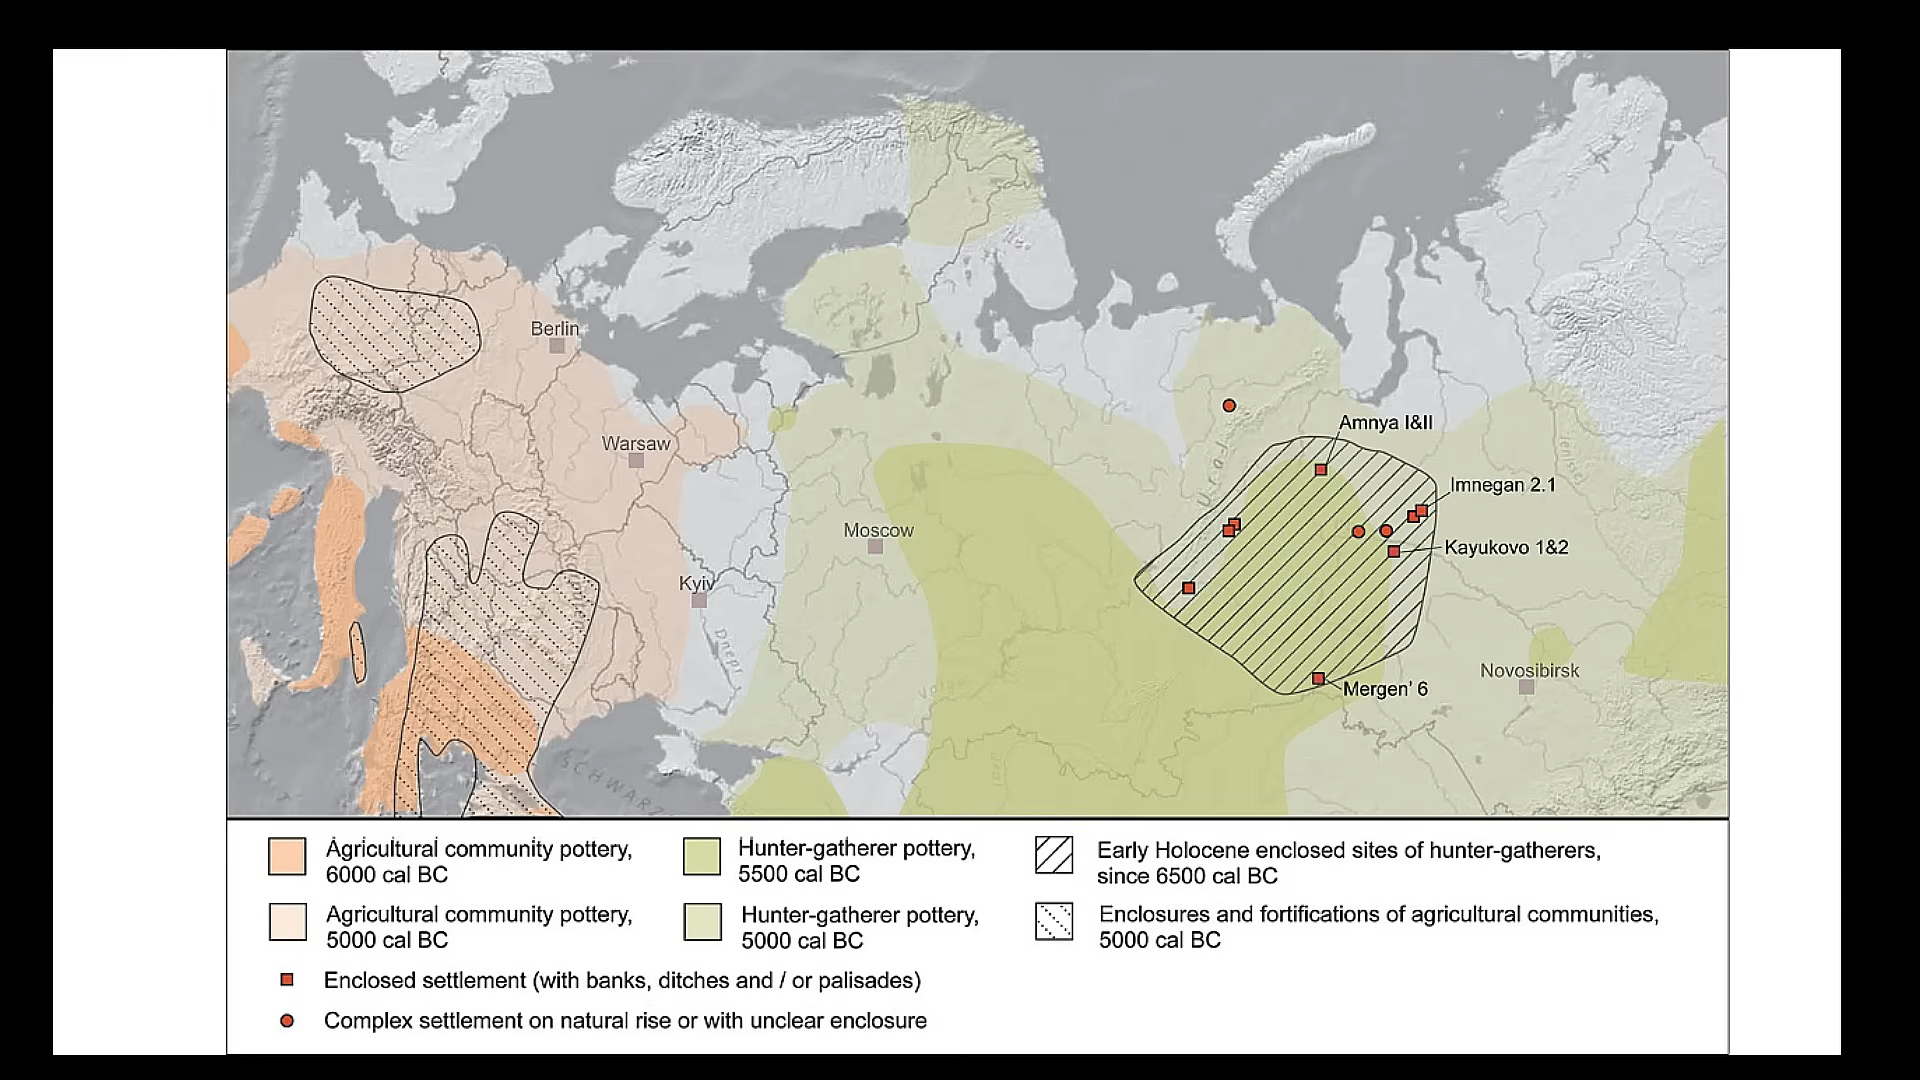 Berlin
Warsaw
Kyiv
Moscow
Dnepr
Ural
Amnya I&II
Imnegan 2.1
Kayukovo 1&2
Mergen' 6
Novosibirsk
Agricultural community pottery,
6000 cal BC
Agricultural community pottery,
5000 cal BC
Hunter-gatherer pottery,
5500 cal BC
Hunter-gatherer pottery,
5000 cal BC
Early Holocene enclosed sites of hunter-gatherers,
since 6500 cal BC
Enclosures and fortifications of agricultural communities,
5000 cal BC
Enclosed settlement (with banks, ditches and / or palisades)
Complex settlement on natural rise or with unclear enclosure